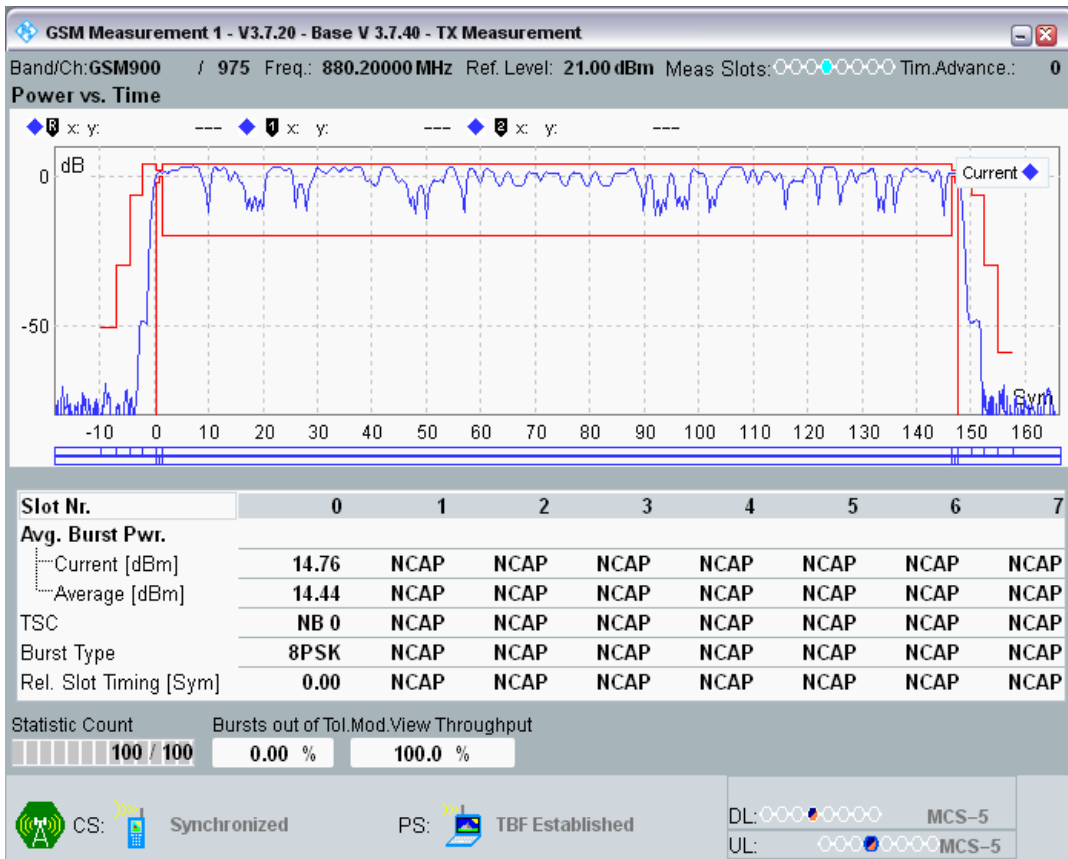 GSM Measurement 1 - V3.7.20 - Base V 3.7.40 - TX Measurement
Band/Ch:GSM900 / 975 Freq.: 880.20000 MHz Ref. Level: 21.00 dBm Meas Slots: Tim.Advance.: 0
Power vs. Time
R x: y: --- 1 x: y: --- 2 x: y: ---
dB
Current
0
-50
Sym
-10 0 10 20 30 40 50 60 70 80 90 100 110 120 130 140 150 160
Slot Nr. 0 1 2 3 4 5 6 7
Avg. Burst Pwr.
Current [dBm] 14.76 NCAP NCAP NCAP NCAP NCAP NCAP NCAP
Average [dBm] 14.44 NCAP NCAP NCAP NCAP NCAP NCAP NCAP
TSC NB 0 NCAP NCAP NCAP NCAP NCAP NCAP NCAP
Burst Type 8PSK NCAP NCAP NCAP NCAP NCAP NCAP NCAP
Rel. Slot Timing [Sym] 0.00 NCAP NCAP NCAP NCAP NCAP NCAP NCAP
Statistic Count Bursts out of Tol.Mod.View Throughput
100 / 100 0.00 % 100.0 %
CS: Synchronized PS: TBF Established
DL: MCS-5
UL: MCS-5